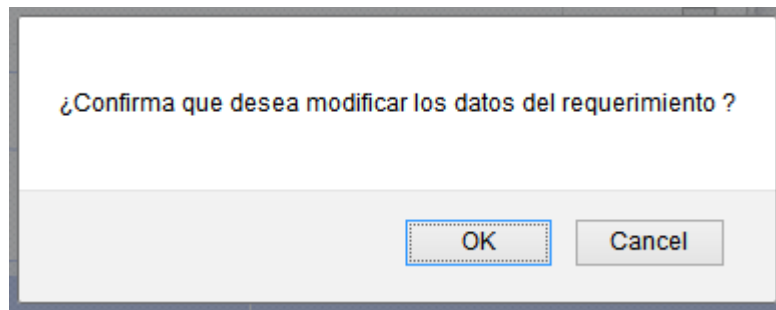 ¿Confirma que desea modificar los datos del requerimiento ?
OK Cancel